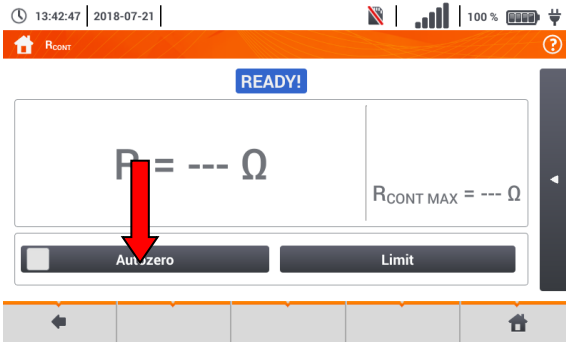 13:42:47 2018-07-21 100 %
RCONT
READY!
R = --- Ω
RCONT MAX = --- Ω
Autozero Limit